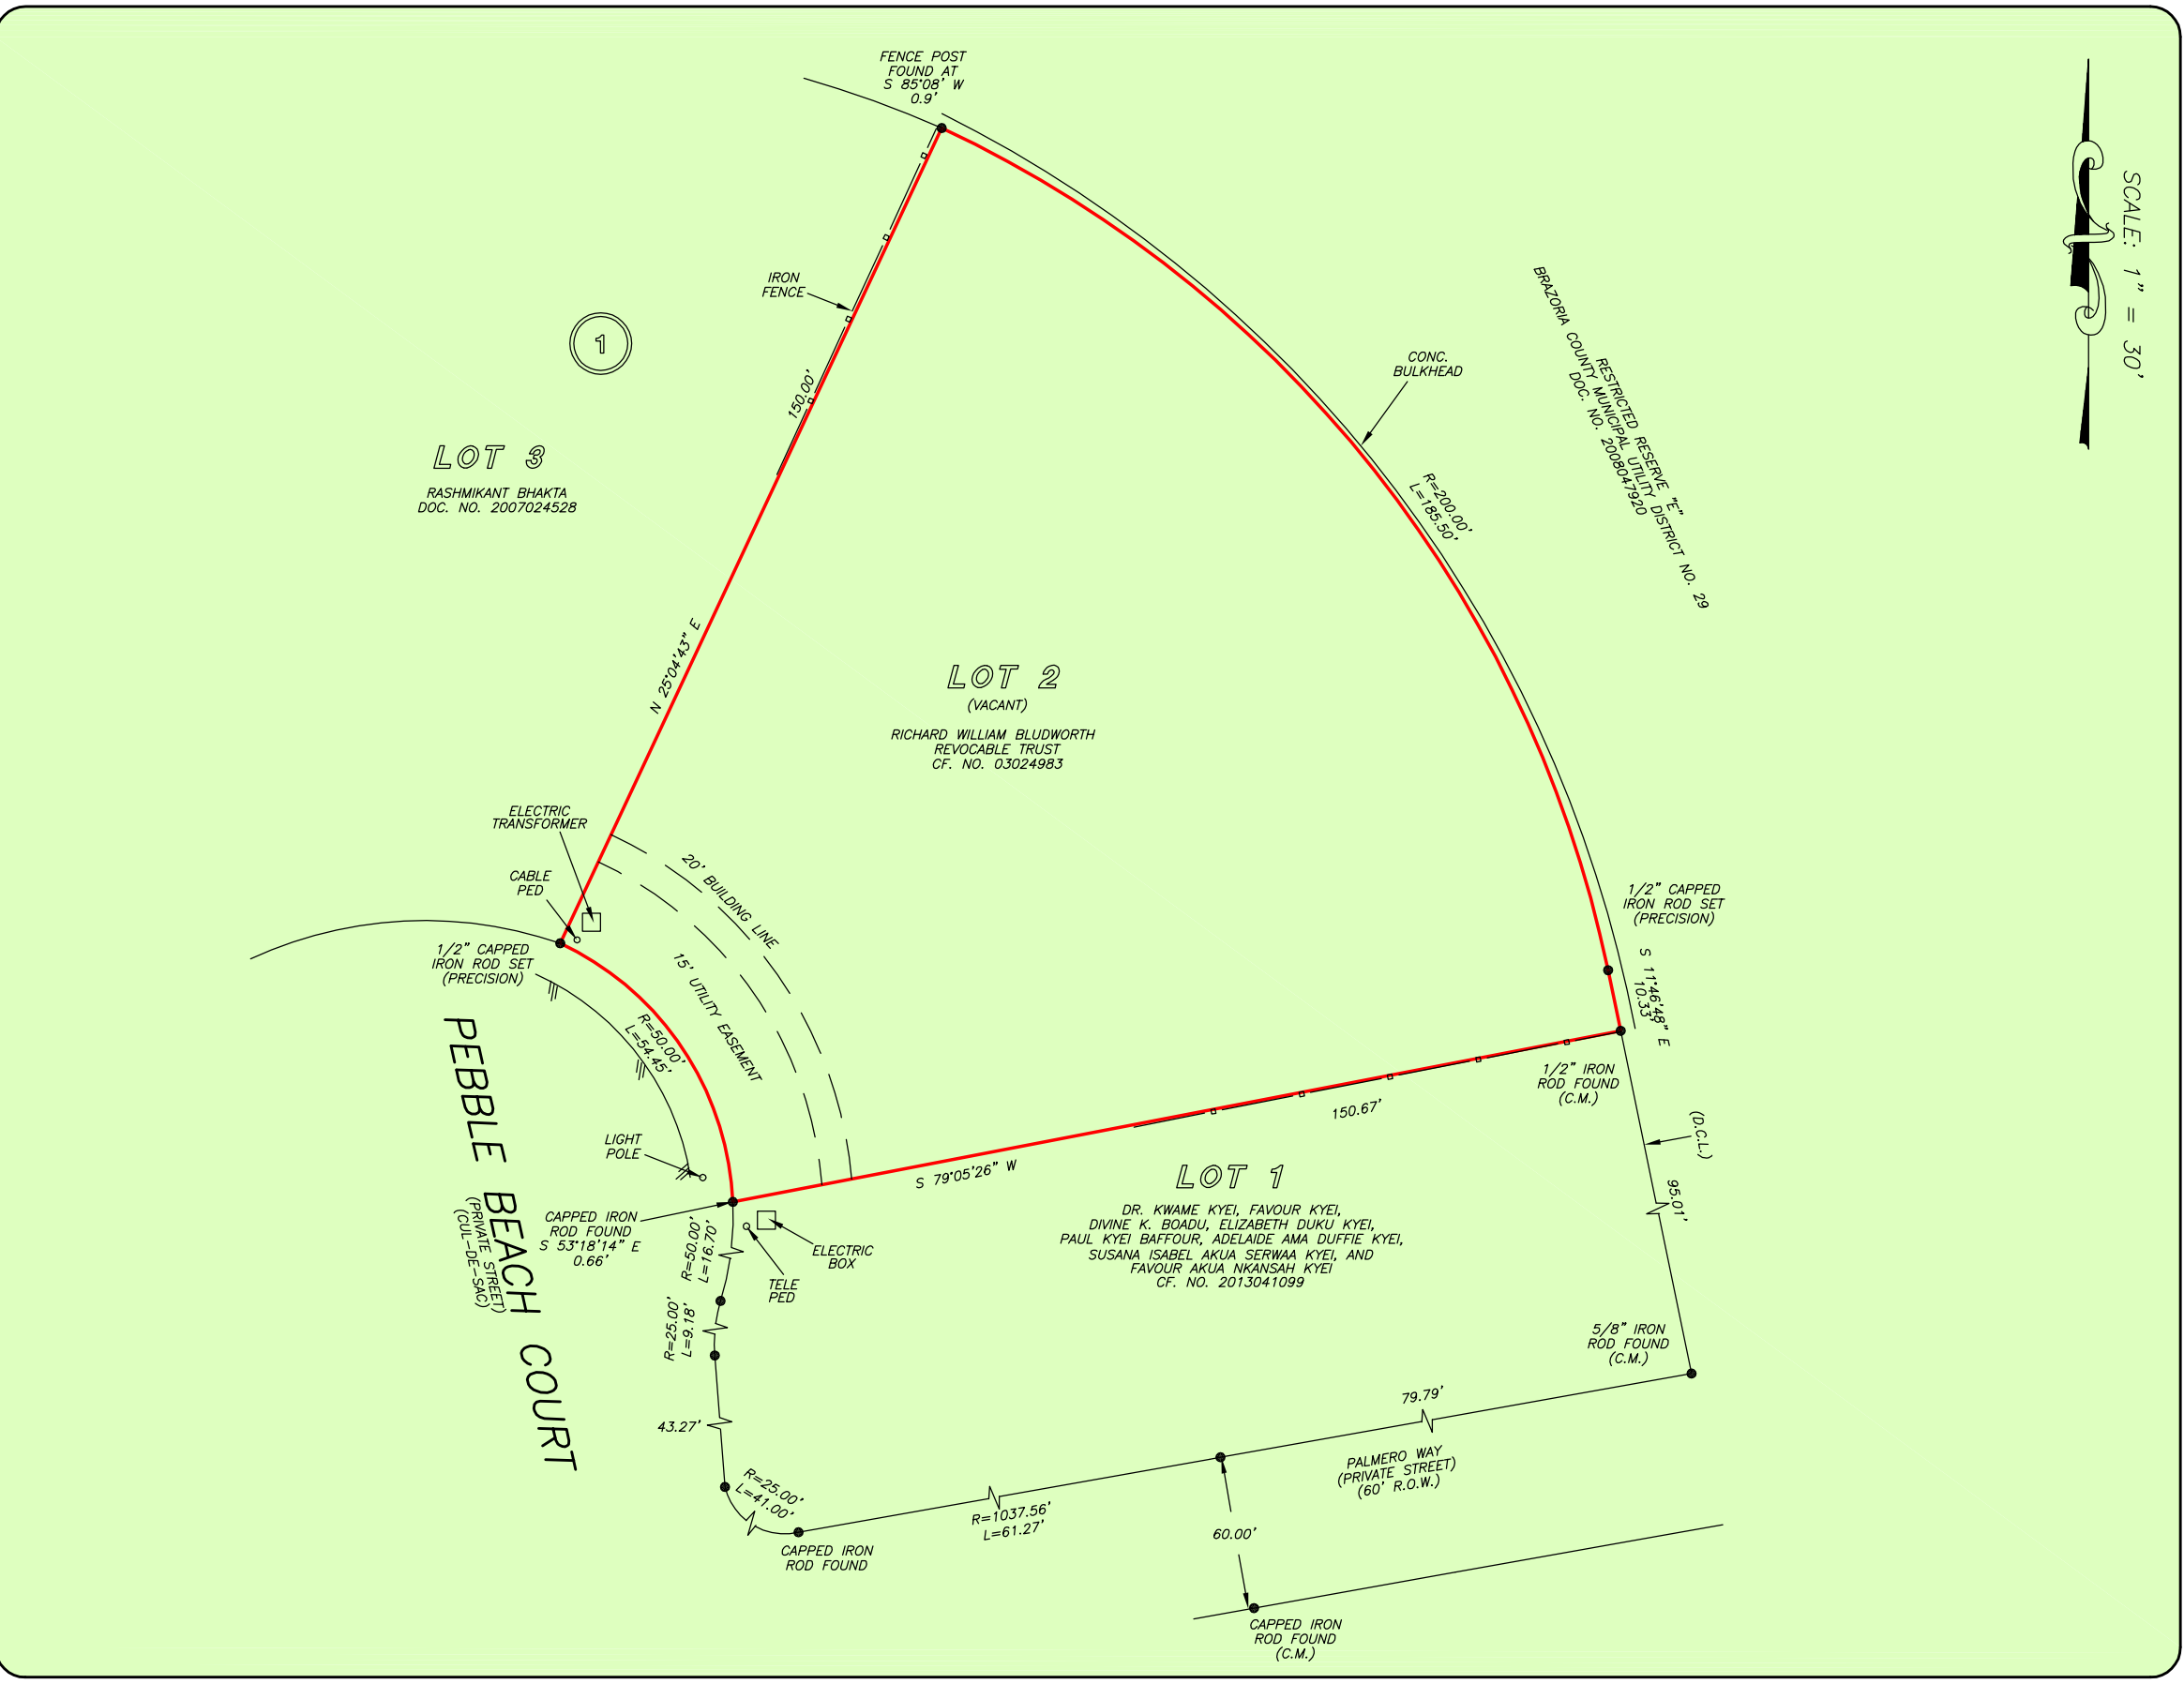 FENCE POST
FOUND AT
S 85°08' W
0.9'
SCALE: 1" = 30'
IRON
FENCE
1
150.00'
CONC.
BULKHEAD
RESTRICTED RESERVE "E"
BRAZORIA COUNTY MUNICIPAL UTILITY DISTRICT NO. 29
DOC. NO. 2008047920
LOT 3
RASHMIKANT BHAKTA
DOC. NO. 2007024528
R=200.00'
L=185.50'
N 25°04'43" E
LOT 2
(VACANT)
RICHARD WILLIAM BLUDWORTH
REVOCABLE TRUST
CF. NO. 03024983
ELECTRIC
TRANSFORMER
CABLE
PED
20' BUILDING LINE
15' UTILITY EASEMENT
1/2" CAPPED
IRON ROD SET
(PRECISION)
1/2" CAPPED
IRON ROD SET
(PRECISION)
S 11°46'48" E
10.33'
R=50.00'
L=54.45'
PEBBLE BEACH COURT
(PRIVATE STREET)
(CUL-DE-SAC)
1/2" IRON
ROD FOUND
(C.M.)
150.67'
S 79°05'26" W
(D.C.L.)
95.01'
LIGHT
POLE
LOT 1
DR. KWAME KYEI, FAVOUR KYEI,
DIVINE K. BOADU, ELIZABETH DUKU KYEI,
PAUL KYEI BAFFOUR, ADELAIDE AMA DUFFIE KYEI,
SUSANA ISABEL AKUA SERWAA KYEI, AND
FAVOUR AKUA NKANSAH KYEI
CF. NO. 2013041099
CAPPED IRON
ROD FOUND
S 53°18'14" E
0.66'
R=50.00'
L=16.70'
ELECTRIC
BOX
TELE
PED
R=25.00'
L=9.18'
5/8" IRON
ROD FOUND
(C.M.)
43.27'
79.79'
PALMERO WAY
(PRIVATE STREET)
(60' R.O.W.)
R=25.00'
L=41.00'
R=1037.56'
L=61.27'
60.00'
CAPPED IRON
ROD FOUND
CAPPED IRON
ROD FOUND
(C.M.)